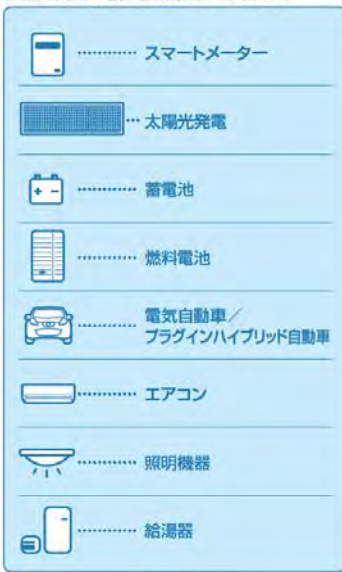 スマートメーター
太陽光発電
蓄電池
燃料電池
電気自動車／
プラグインハイブリッド自動車
エアコン
照明機器
給湯器